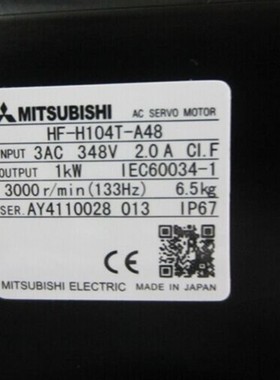 MITSUBISHI AC SERVO MOTOR
HF-H104T-A48
INPUT 3AC 348V 2.0A CI.F
OUTPUT 1kW IEC60034-1
3000r/min(133Hz) 6.5kg
SER.AY4110028 013 IP67
CE
MITSUBISHI ELECTRIC MADE IN JAPAN